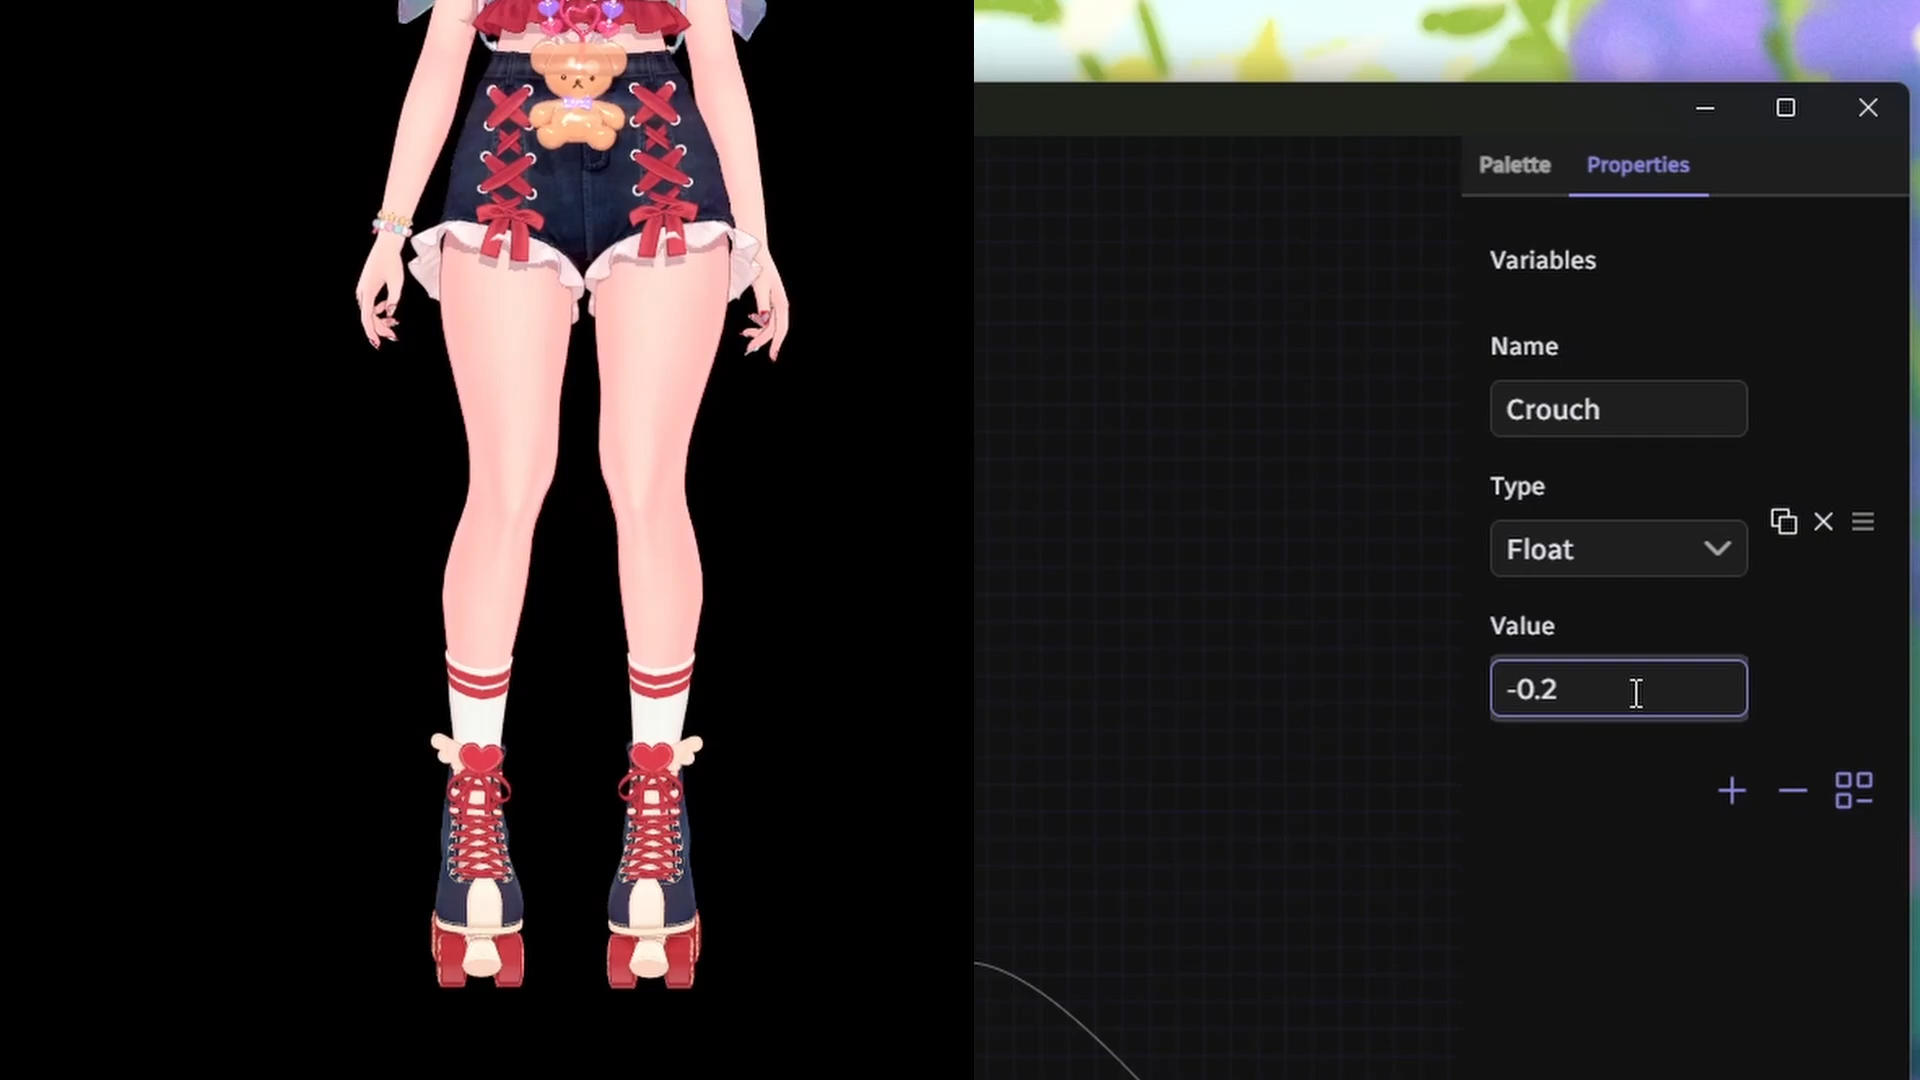 Palette Properties
Variables
Name
Crouch
Type
Float
Value
-0.2